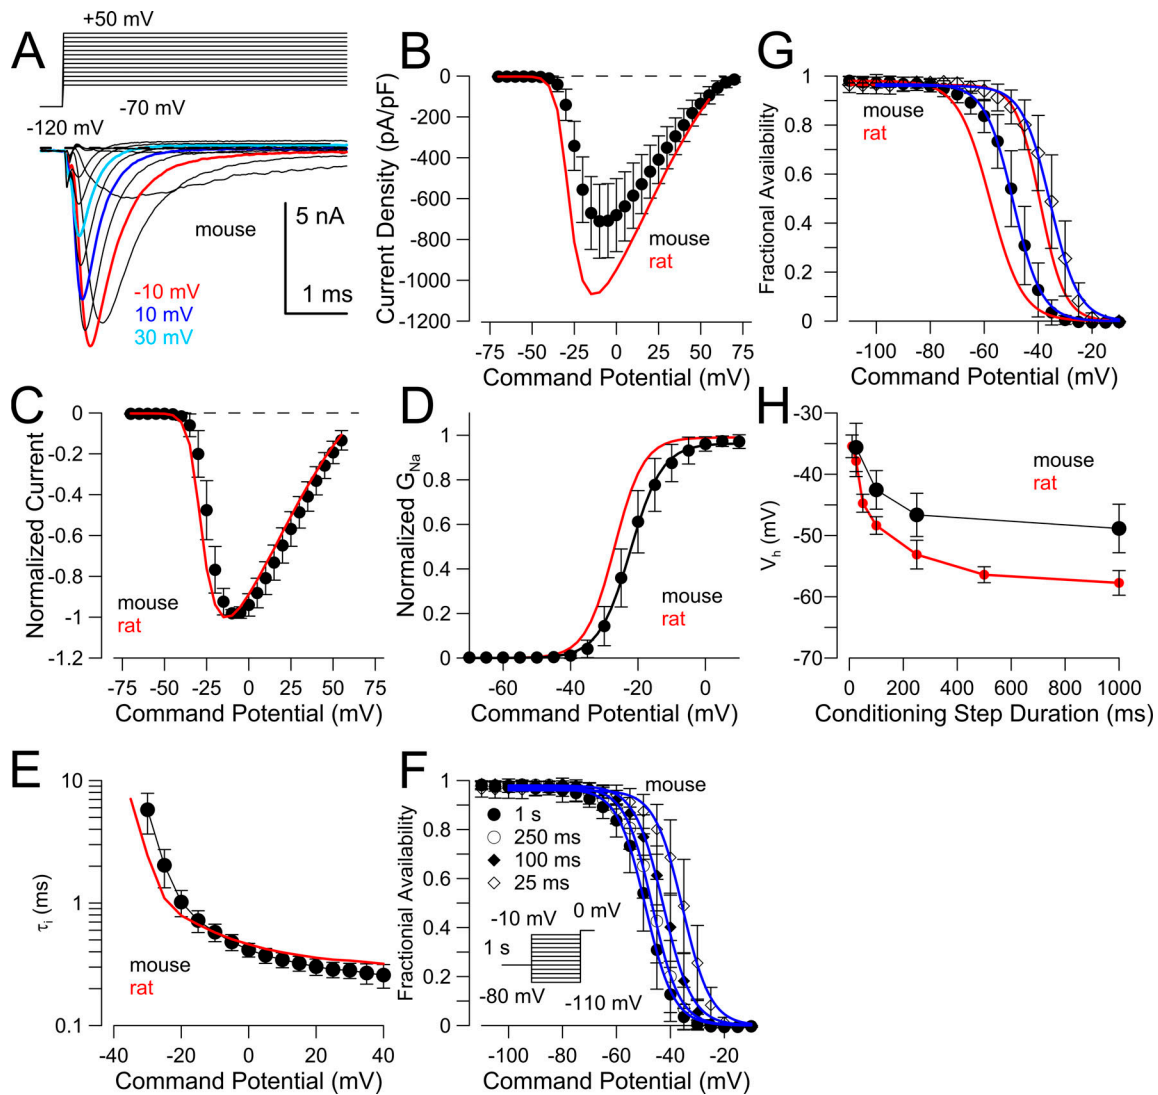 A
+50 mV
-70 mV
-120 mV
mouse
5 nA
1 ms
-10 mV
10 mV
30 mV
B
Current Density (pA/pF)
0
-200
-400
-600
-800
-1000
-1200
mouse
rat
-75 -50 -25 0 25 50 75
Command Potential (mV)
G
Fractional Availability
1
0.8
0.6
0.4
0.2
0
mouse
rat
-100 -80 -60 -40 -20
Command Potential (mV)
C
Normalized Current
0
-0.2
-0.4
-0.6
-0.8
-1
-1.2
mouse
rat
-75 -50 -25 0 25 50 75
Command Potential (mV)
D
Normalized GNa
1
0.8
0.6
0.4
0.2
0
mouse
rat
-60 -40 -20 0
Command Potential (mV)
H
Vh (mV)
-30
-40
-50
-60
-70
mouse
rat
0 200 400 600 800 1000
Conditioning Step Duration (ms)
E
τi (ms)
10
1
0.1
mouse
rat
-40 -20 0 20 40
Command Potential (mV)
F
Fractionial Availability
1
0.8
0.6
0.4
0.2
0
mouse
1 s
250 ms
100 ms
25 ms
0 mV
-10 mV
1 s
-80 mV
-110 mV
-100 -80 -60 -40 -20
Command Potential (mV)